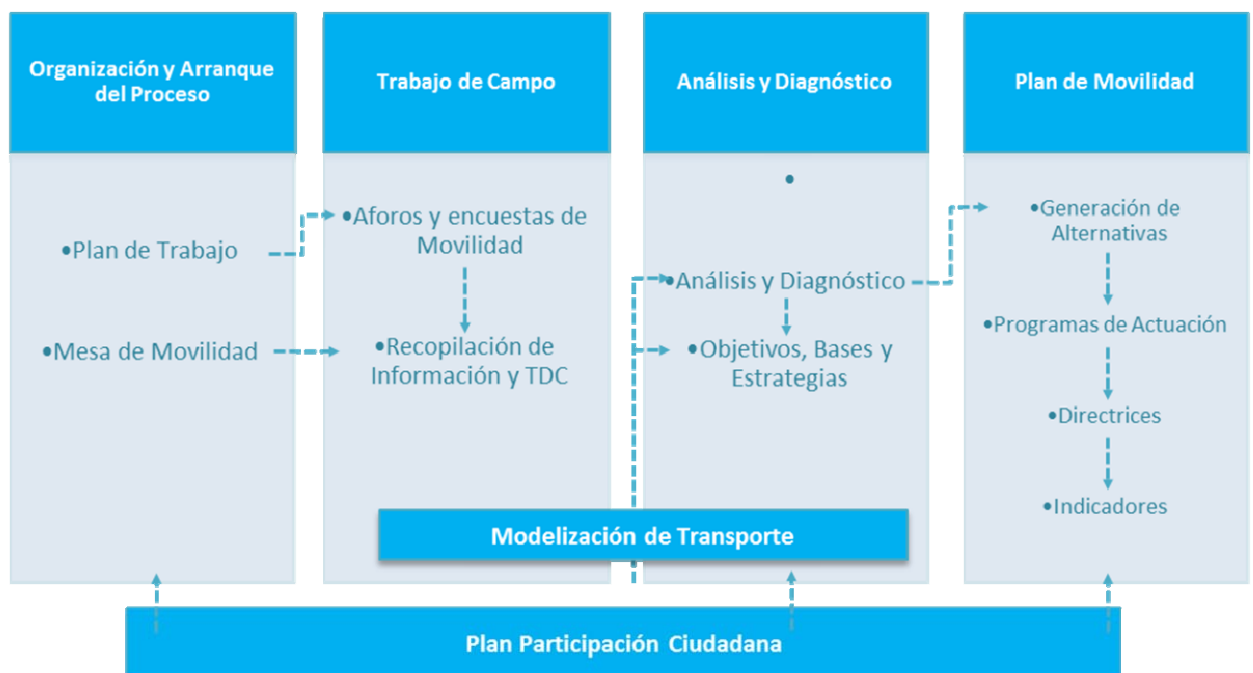 Organización y Arranque
del Proceso
•Plan de Trabajo
•Mesa de Movilidad
Trabajo de Campo
•Aforos y encuestas de
Movilidad
•Recopilación de
Información y TDC
Análisis y Diagnóstico
•
•Análisis y Diagnóstico
•Objetivos, Bases y
Estrategias
Plan de Movilidad
•Generación de
Alternativas
•Programas de Actuación
•Directrices
•Indicadores
Modelización de Transporte
Plan Participación Ciudadana